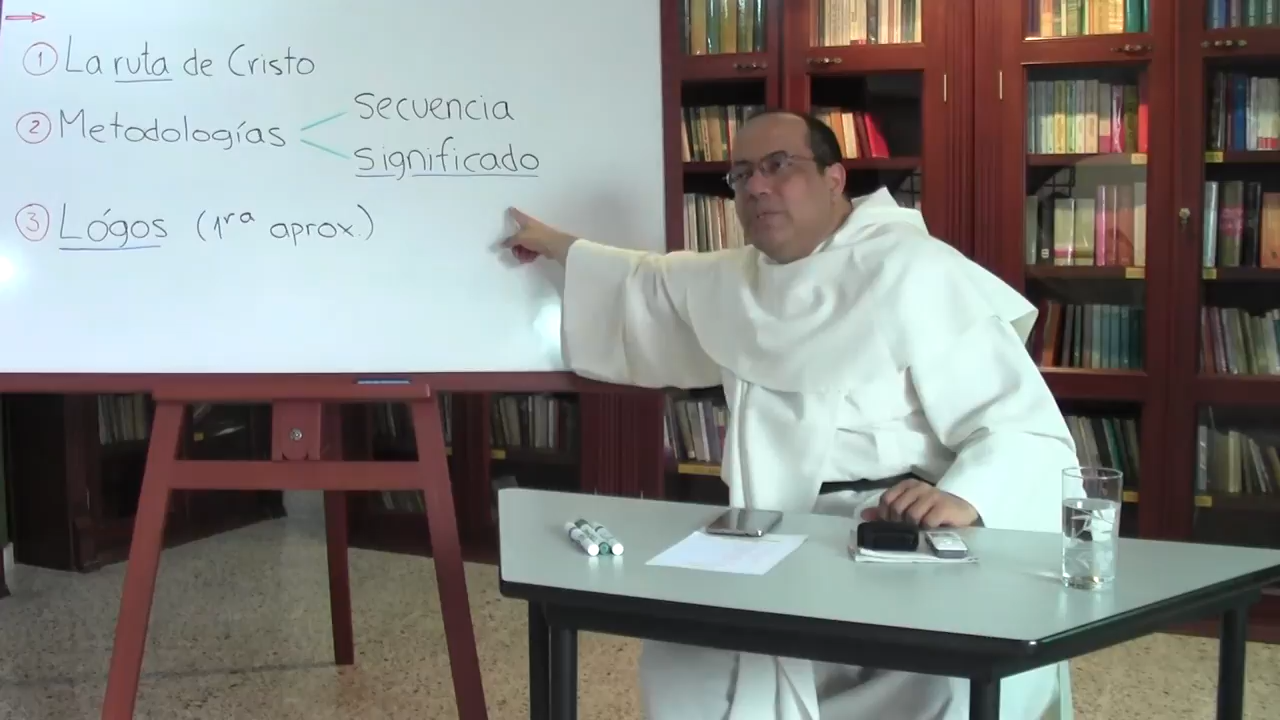 1 La ruta de Cristo
2 Metodologías
Secuencia
Significado
3 Lógos (1ra aprox.)